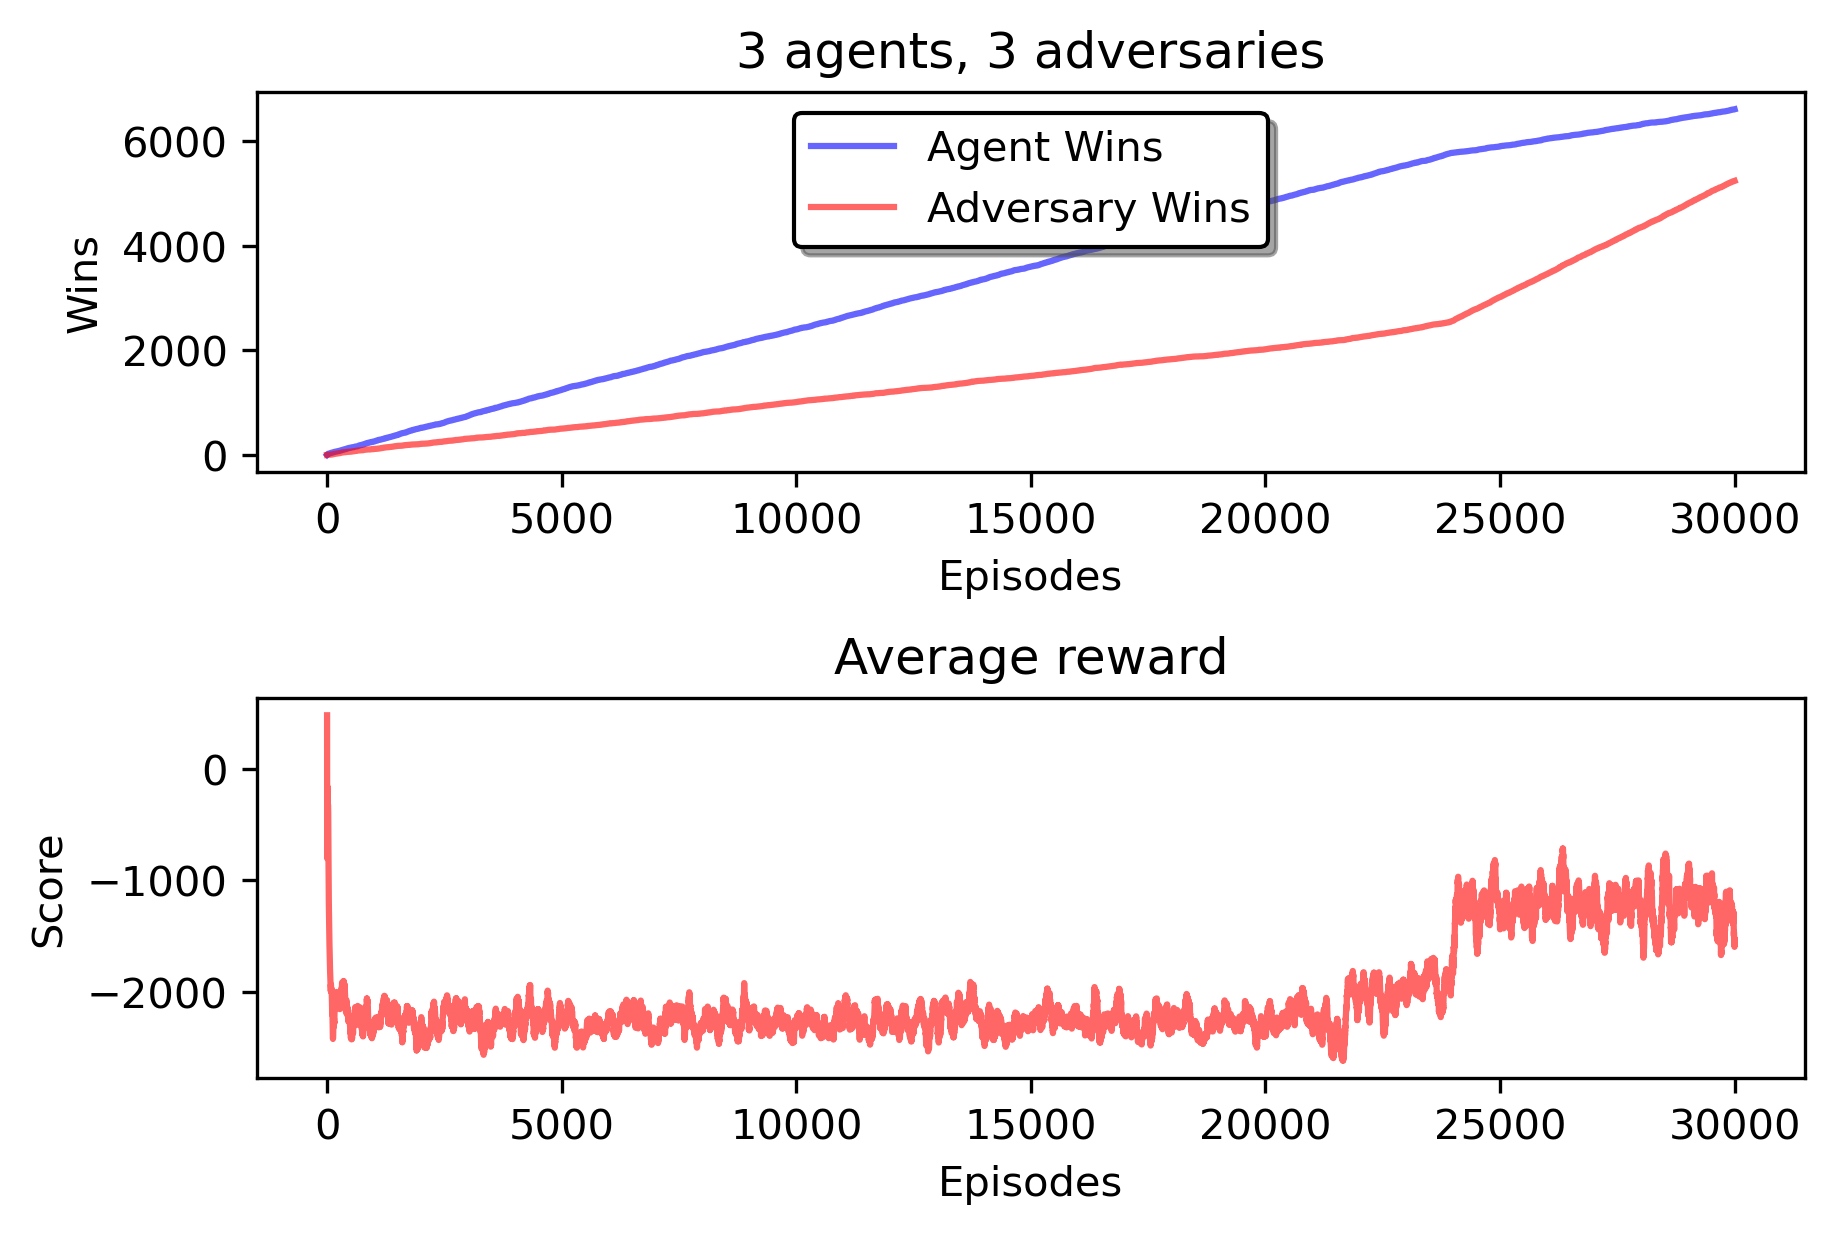 3 agents, 3 adversaries
Agent Wins
Adversary Wins
Wins
6000
4000
2000
0
0 5000 10000 15000 20000 25000 30000
Episodes
Average reward
Score
0
−1000
−2000
0 5000 10000 15000 20000 25000 30000
Episodes